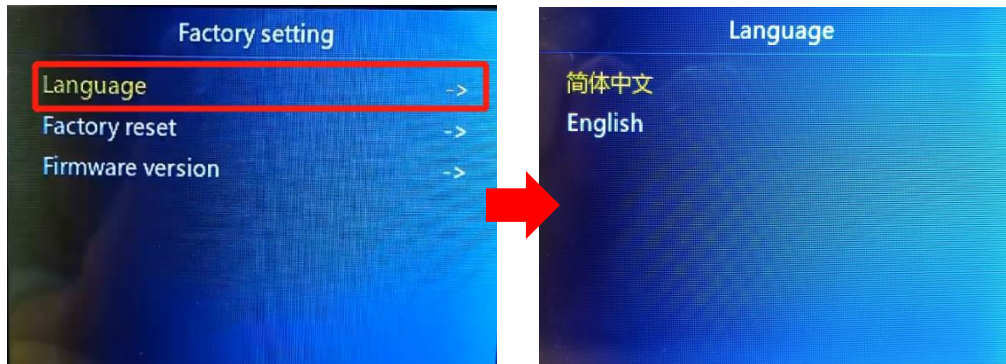 Factory setting
Language ->
Factory reset ->
Firmware version ->
Language
简体中文
English